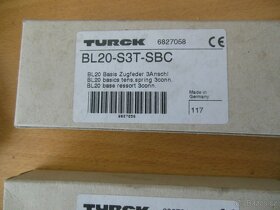 TURCK 6827058 CE
BL20-S3T-SBC
BL20 Basis Zugfeder 3Anschl
BL20 basics tens.spring 3conn.
BL20 base ressort 3conn.
Made in
Germany
117
6827058